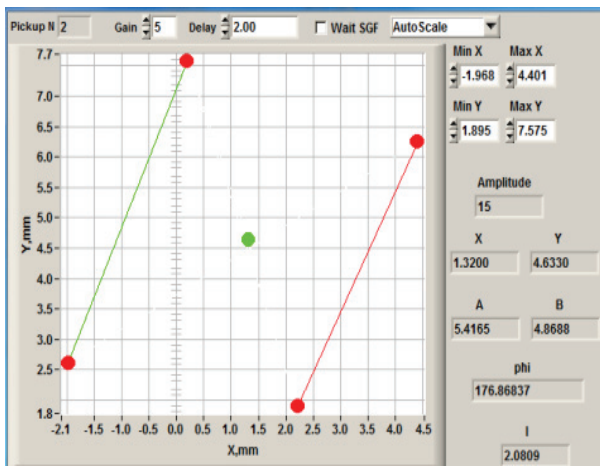 Pickup N 2 Gain 5 Delay 2.00 Wait SGF AutoScale
Min X Max X
-1.968 4.401
Min Y Max Y
1.895 7.575
Amplitude
15
X Y
1.3200 4.6330
A B
5.4165 4.8688
phi
176.86837
I
2.0809
7.7
7.0
6.5
6.0
5.5
5.0
4.5
4.0
3.5
3.0
2.5
1.8
Y,mm
-2.1 -1.5 -1.0 -0.5 0.0 0.5 1.0 1.5 2.0 2.5 3.0 3.5 4.0 4.5
X,mm